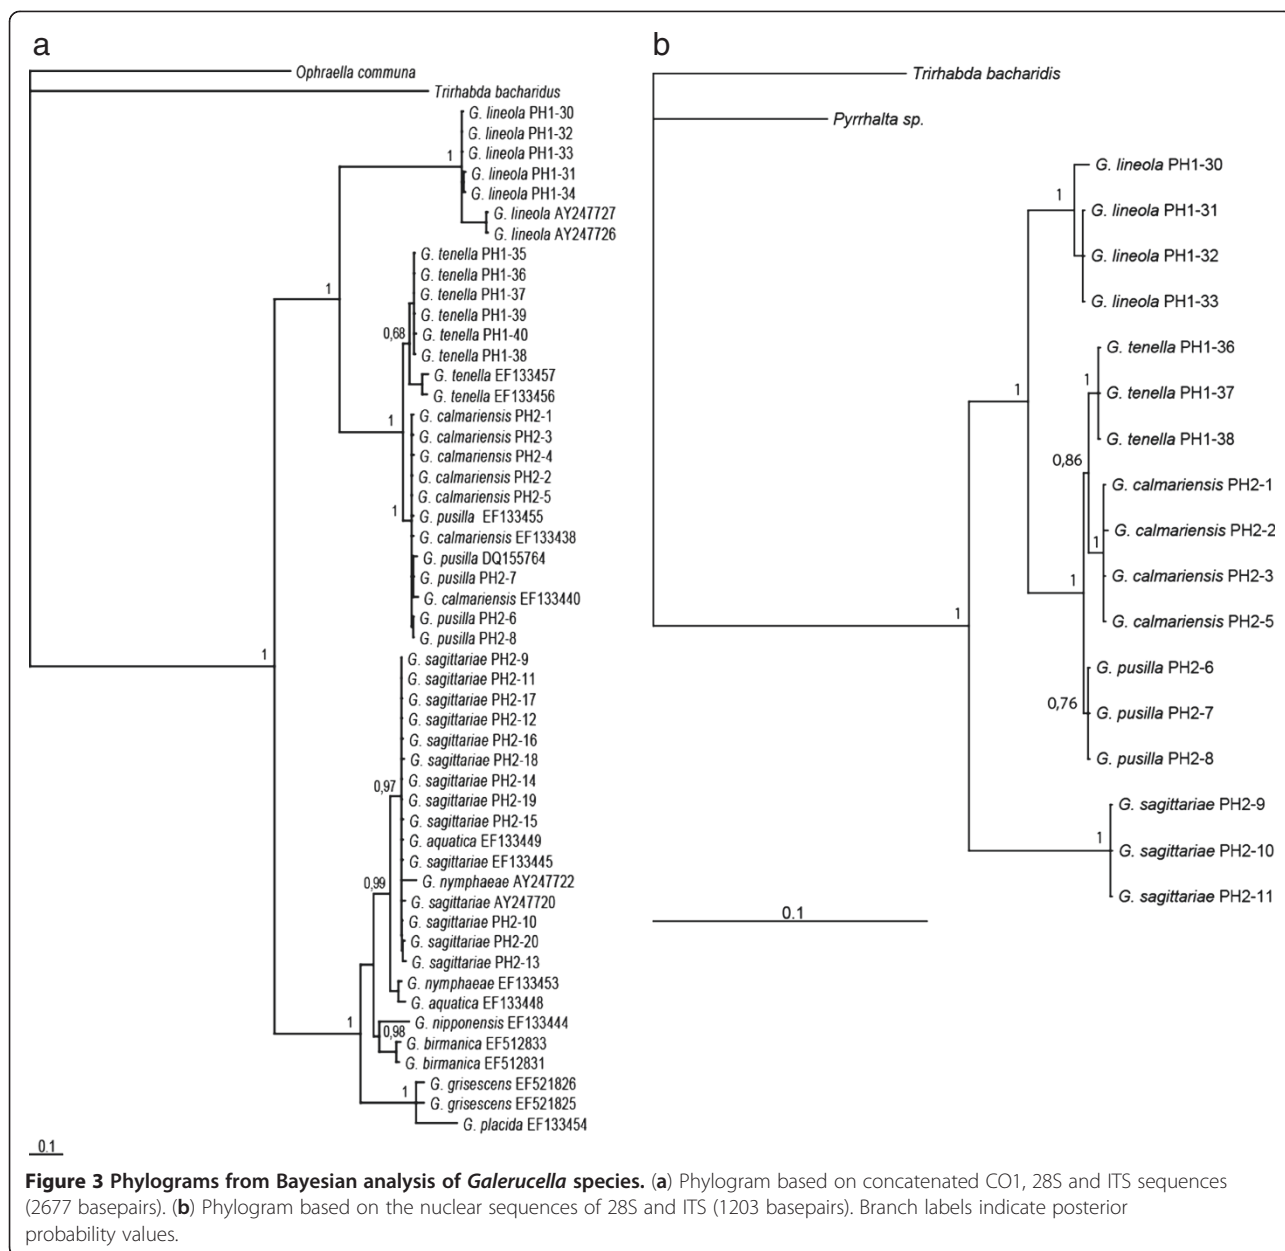 a
Ophraella communa
Trirhabda bacharidus
G. lineola PH1-30
G. lineola PH1-32
1
G. lineola PH1-33
G. lineola PH1-31
G. lineola PH1-34
G. lineola AY247727
G. lineola AY247726
G. tenella PH1-35
G. tenella PH1-36
1
G. tenella PH1-37
G. tenella PH1-39
0,68
G. tenella PH1-40
G. tenella PH1-38
G. tenella EF133457
G. tenella EF133456
G. calmariensis PH2-1
1
G. calmariensis PH2-3
G. calmariensis PH2-4
G. calmariensis PH2-2
G. calmariensis PH2-5
1
G. pusilla EF133455
G. calmariensis EF133438
G. pusilla DQ155764
G. pusilla PH2-7
G. calmariensis EF133440
G. pusilla PH2-6
G. pusilla PH2-8
1
G. sagittariae PH2-9
G. sagittariae PH2-11
G. sagittariae PH2-17
G. sagittariae PH2-12
G. sagittariae PH2-16
G. sagittariae PH2-18
0,97
G. sagittariae PH2-14
G. sagittariae PH2-19
G. sagittariae PH2-15
G. aquatica EF133449
G. sagittariae EF133445
0,99
G. nymphaeae AY247722
G. sagittariae AY247720
G. sagittariae PH2-10
G. sagittariae PH2-20
G. sagittariae PH2-13
G. nymphaeae EF133453
G. aquatica EF133448
1
G. nipponensis EF133444
0,98
G. birmanica EF512833
G. birmanica EF512831
1
G. grisescens EF521826
G. grisescens EF521825
G. placida EF133454
0.1
b
Trirhabda bacharidis
Pyrrhalta sp.
G. lineola PH1-30
1
G. lineola PH1-31
G. lineola PH1-32
G. lineola PH1-33
G. tenella PH1-36
1
1
G. tenella PH1-37
G. tenella PH1-38
0,86
G. calmariensis PH2-1
G. calmariensis PH2-2
1
G. calmariensis PH2-3
1
1
G. calmariensis PH2-5
G. pusilla PH2-6
0,76
G. pusilla PH2-7
G. pusilla PH2-8
G. sagittariae PH2-9
1
G. sagittariae PH2-10
G. sagittariae PH2-11
0.1
Figure 3 Phylograms from Bayesian analysis of Galerucella species. (a) Phylogram based on concatenated CO1, 28S and ITS sequences
(2677 basepairs). (b) Phylogram based on the nuclear sequences of 28S and ITS (1203 basepairs). Branch labels indicate posterior
probability values.